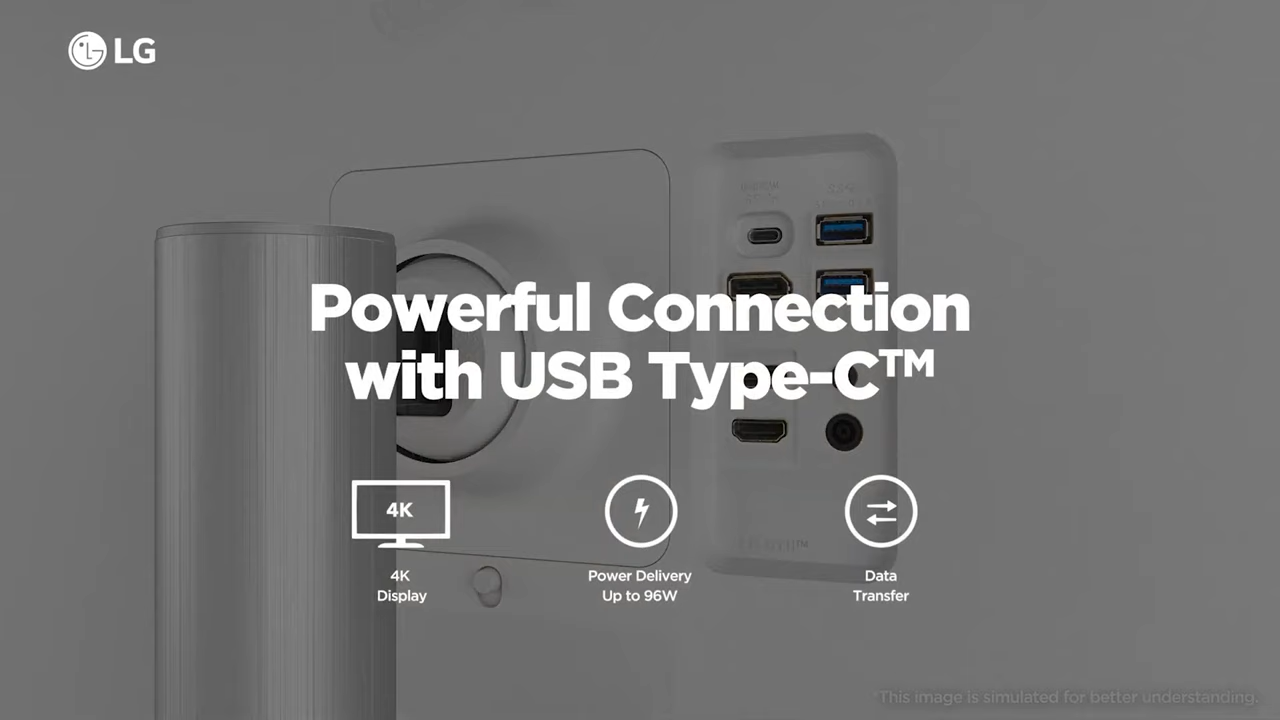 LG
Powerful Connection
with USB Type-C™
4K
4K
Display
Power Delivery
Up to 96W
Data
Transfer
*This image is simulated for better understanding.